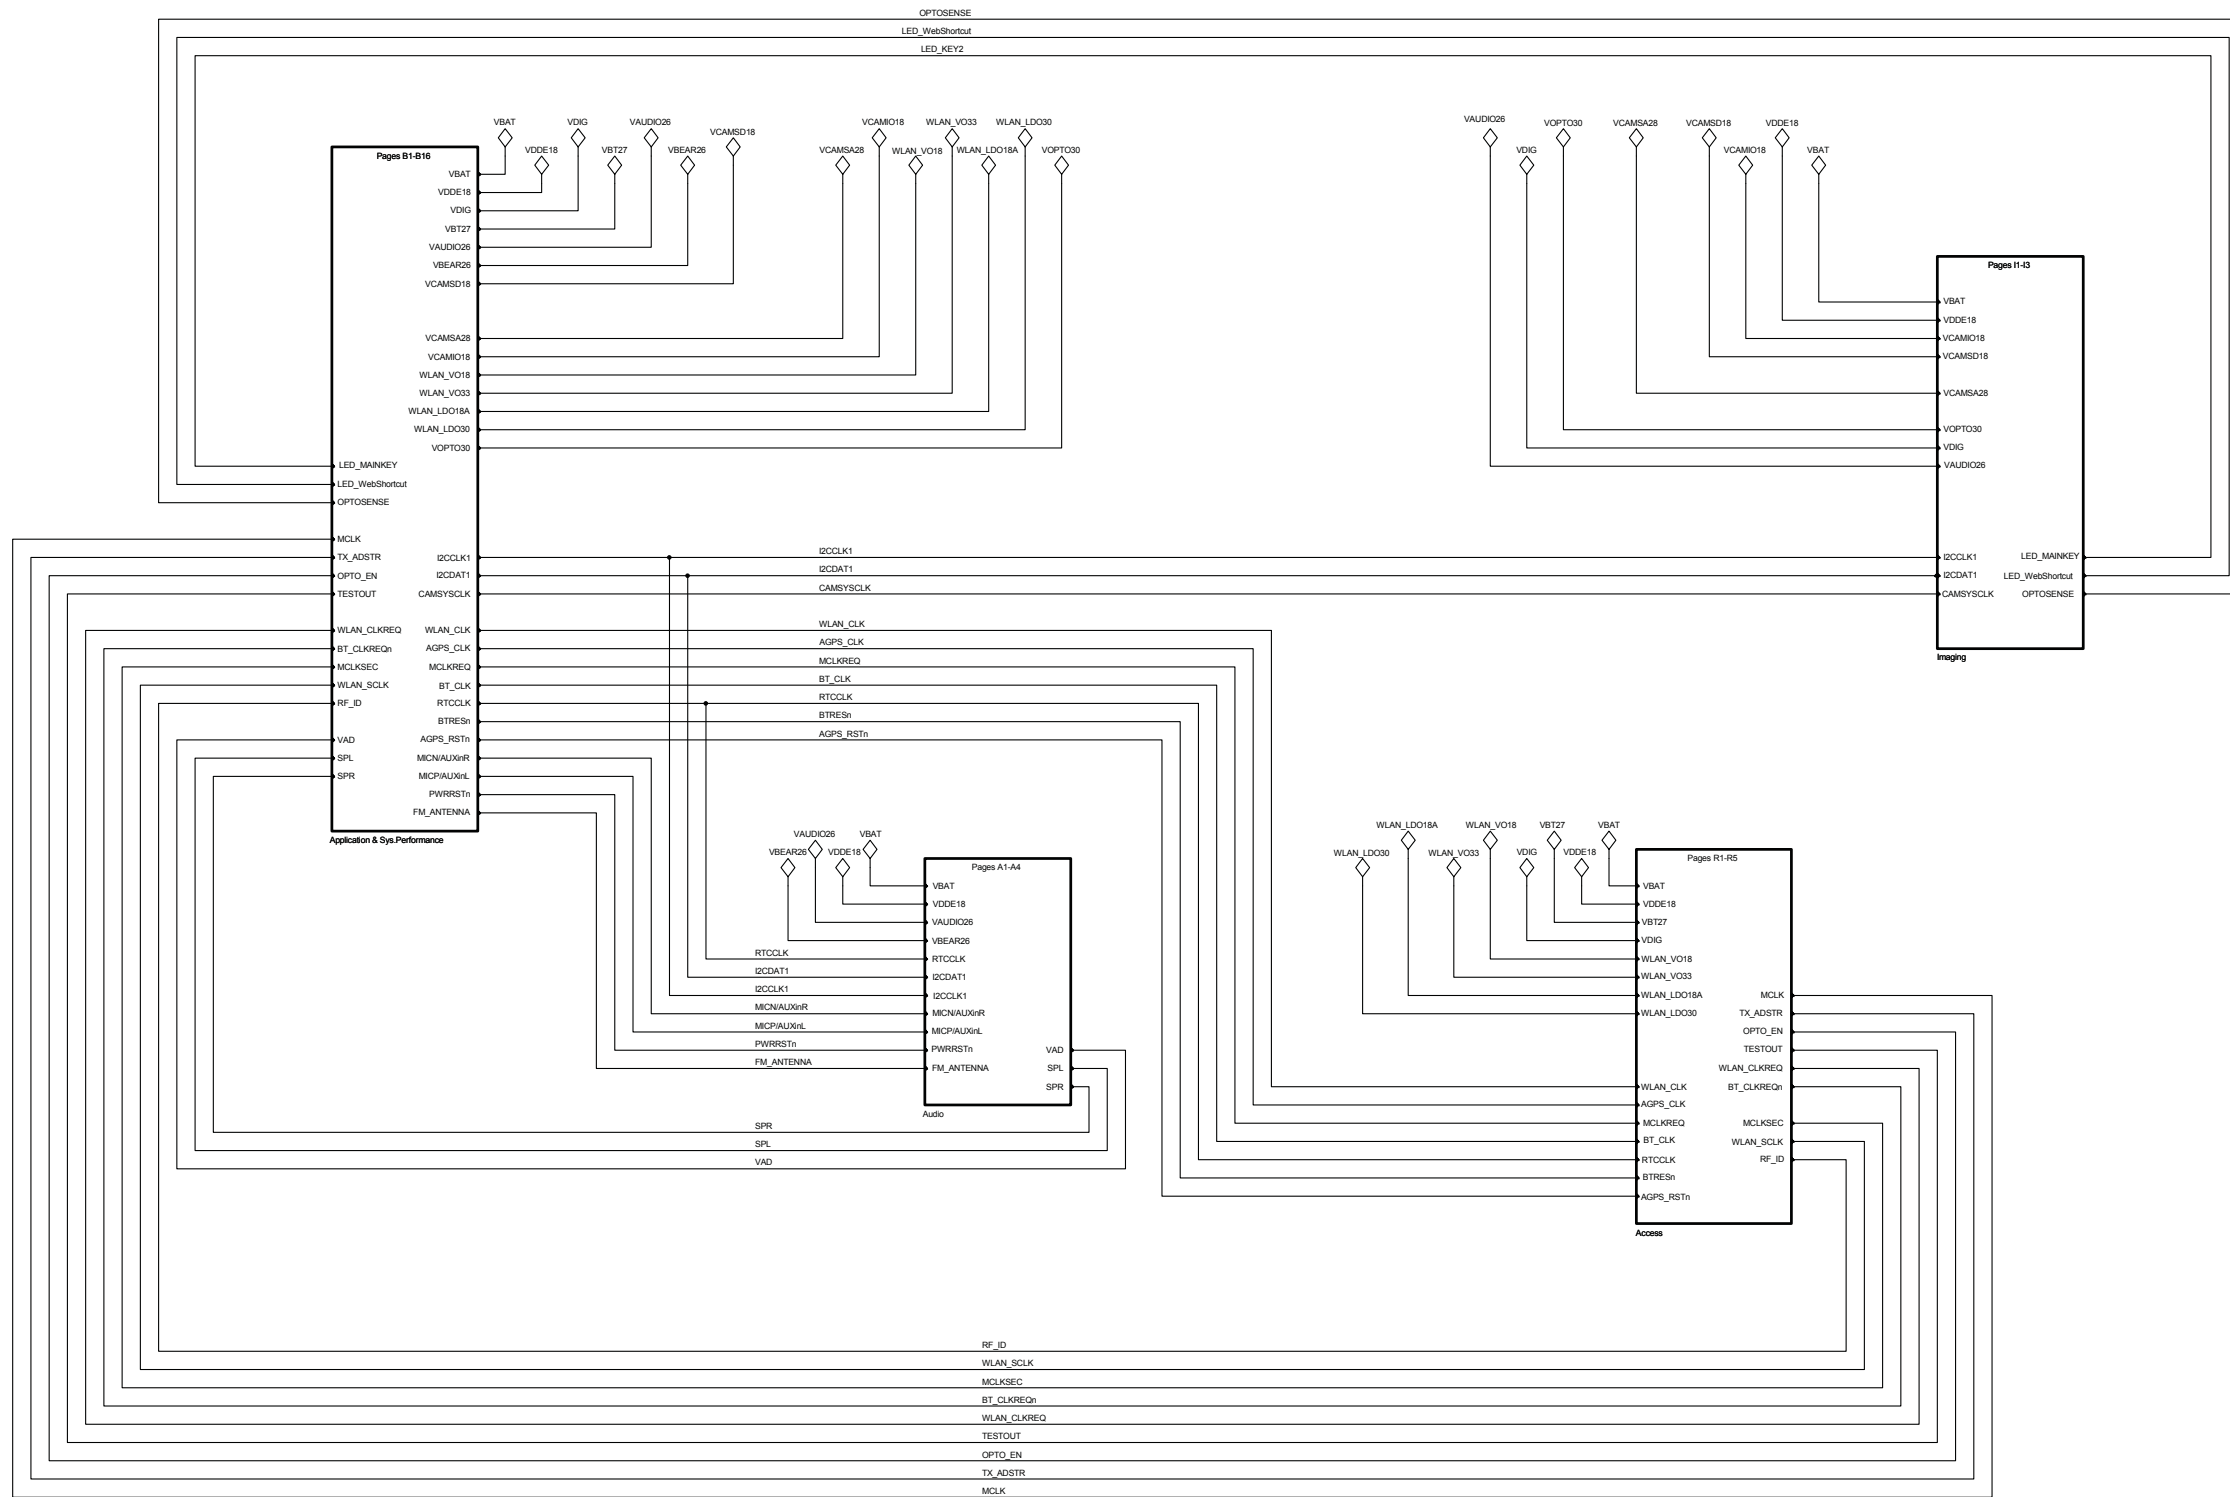 OPTOSENSE
LED_WebShortcut
LED_KEY2
VBAT
VDIG
VAUDIO26
VCAMSD18
VDDE18
VBT27
VBEAR26
VCAMIO18
WLAN_VO33
WLAN_LDO30
VCAMSA28
WLAN_VO18
WLAN_LDO18A
VOPTO30
VAUDIO26
VOPTO30
VCAMSA28
VCAMSD18
VDDE18
VDIG
VCAMIO18
VBAT
Pages B1-B16
VBAT
VDDE18
VDIG
VBT27
VAUDIO26
VBEAR26
VCAMSD18
VCAMSA28
VCAMIO18
WLAN_VO18
WLAN_VO33
WLAN_LDO18A
WLAN_LDO30
VOPTO30
LED_MAINKEY
LED_WebShortcut
OPTOSENSE
MCLK
TX_ADSTR
OPTO_EN
TESTOUT
WLAN_CLKREQ
BT_CLKREQn
MCLKSEC
WLAN_SCLK
RF_ID
VAD
SPL
SPR
I2CCLK1
I2CDAT1
CAMSYSCLK
WLAN_CLK
AGPS_CLK
MCLKREQ
BT_CLK
RTCCLK
BTRESn
AGPS_RSTn
MICN/AUXinR
MICP/AUXinL
PWRRSTn
FM_ANTENNA
Application & Sys.Performance
I2CCLK1
I2CDAT1
CAMSYSCLK
WLAN_CLK
AGPS_CLK
MCLKREQ
BT_CLK
RTCCLK
BTRESn
AGPS_RSTn
Pages I1-I3
VBAT
VDDE18
VCAMIO18
VCAMSD18
VCAMSA28
VOPTO30
VDIG
VAUDIO26
I2CCLK1
I2CDAT1
CAMSYSCLK
LED_MAINKEY
LED_WebShortcut
OPTOSENSE
Imaging
VAUDIO26
VBAT
VBEAR26
VDDE18
Pages A1-A4
VBAT
VDDE18
VAUDIO26
VBEAR26
RTCCLK
I2CDAT1
I2CCLK1
MICN/AUXinR
MICP/AUXinL
PWRRSTn
FM_ANTENNA
VAD
SPL
SPR
Audio
RTCCLK
I2CDAT1
I2CCLK1
MICN/AUXinR
MICP/AUXinL
PWRRSTn
FM_ANTENNA
SPR
SPL
VAD
WLAN_LDO18A
WLAN_VO18
VBT27
VBAT
WLAN_LDO30
WLAN_VO33
VDIG
VDDE18
Pages R1-R5
VBAT
VDDE18
VBT27
VDIG
WLAN_VO18
WLAN_VO33
WLAN_LDO18A
WLAN_LDO30
WLAN_CLK
AGPS_CLK
MCLKREQ
BT_CLK
RTCCLK
BTRESn
AGPS_RSTn
MCLK
TX_ADSTR
OPTO_EN
TESTOUT
WLAN_CLKREQ
BT_CLKREQn
MCLKSEC
WLAN_SCLK
RF_ID
Access
RF_ID
WLAN_SCLK
MCLKSEC
BT_CLKREQn
WLAN_CLKREQ
TESTOUT
OPTO_EN
TX_ADSTR
MCLK